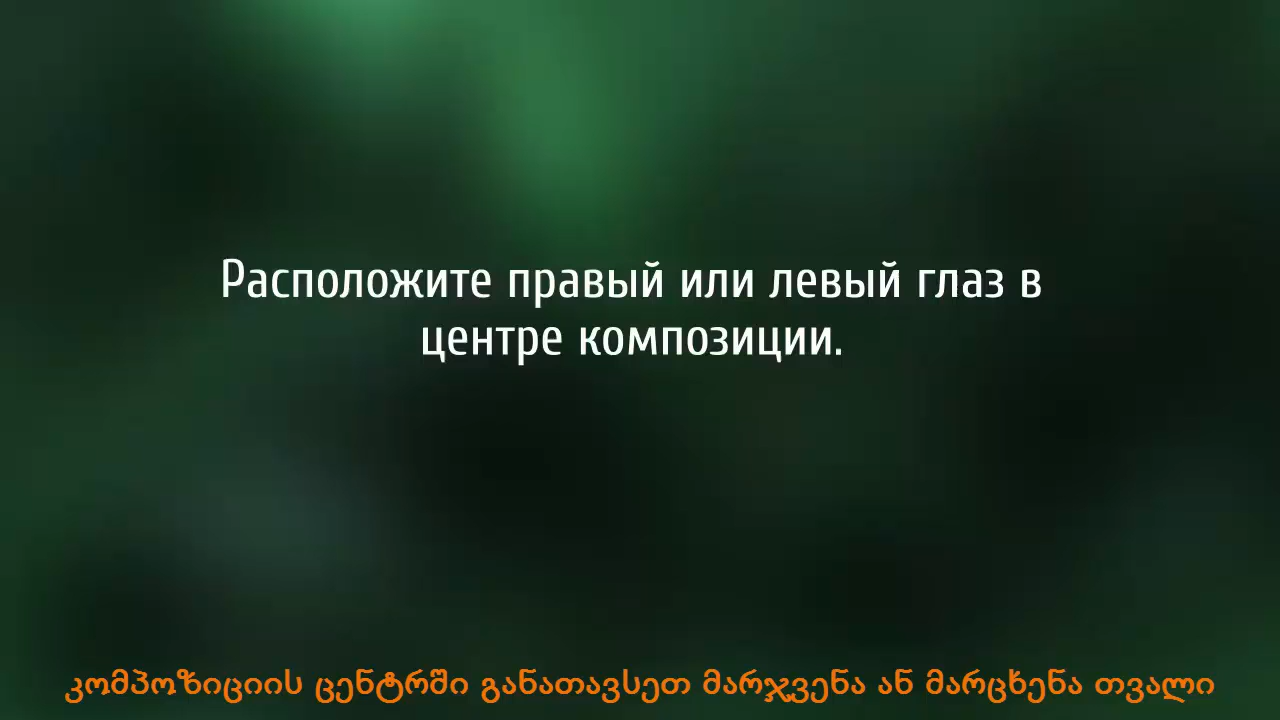 Расположите правый или левый глаз в
центре композиции.
კომპოზიციის ცენტრში განათავსეთ მარჯვენა ან მარცხენა თვალი